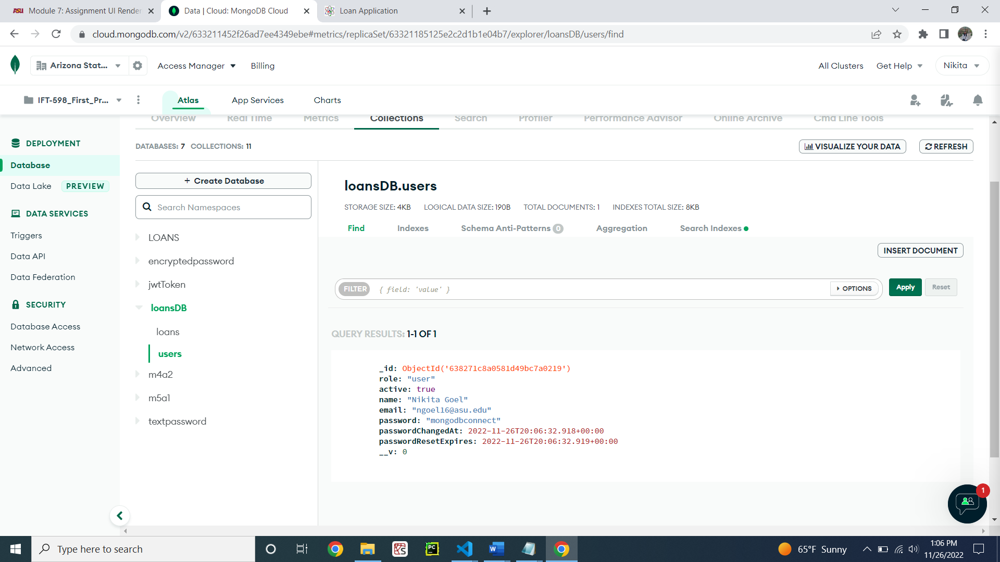 Module 7: Assignment UI Render
Data | Cloud: MongoDB Cloud
Loan Application
cloud.mongodb.com/v2/633211452f26ad7ee4349ebe#metrics/replicaSet/63321185125e2c2d1b1e04b7/explorer/loansDB/users/find
Arizona Stat...
Access Manager
Billing
All Clusters
Get Help
Nikita
IFT-598_First_Pr...
Atlas
App Services
Charts
Overview
Real Time
Metrics
Collections
Search
Profiler
Performance Advisor
Online Archive
Cmd Line Tools
DEPLOYMENT
Database
Data Lake PREVIEW
DATA SERVICES
Triggers
Data API
Data Federation
SECURITY
Database Access
Network Access
Advanced
DATABASES: 7 COLLECTIONS: 11
VISUALIZE YOUR DATA
REFRESH
+ Create Database
Search Namespaces
LOANS
encryptedpassword
jwtToken
loansDB
loans
users
m4a2
m5a1
textpassword
loansDB.users
STORAGE SIZE: 4KB LOGICAL DATA SIZE: 190B TOTAL DOCUMENTS: 1 INDEXES TOTAL SIZE: 8KB
Find
Indexes
Schema Anti-Patterns 0
Aggregation
Search Indexes
INSERT DOCUMENT
FILTER { field: 'value' }
OPTIONS
Apply
Reset
QUERY RESULTS: 1-1 OF 1
_id: ObjectId('638271c8a0581d49bc7a0219')
role: "user"
active: true
name: "Nikita Goel"
email: "ngoel16@asu.edu"
password: "mongodbconnect"
passwordChangedAt: 2022-11-26T20:06:32.918+00:00
passwordResetExpires: 2022-11-26T20:06:32.919+00:00
__v: 0
1
Type here to search
65°F Sunny
1:06 PM
11/26/2022